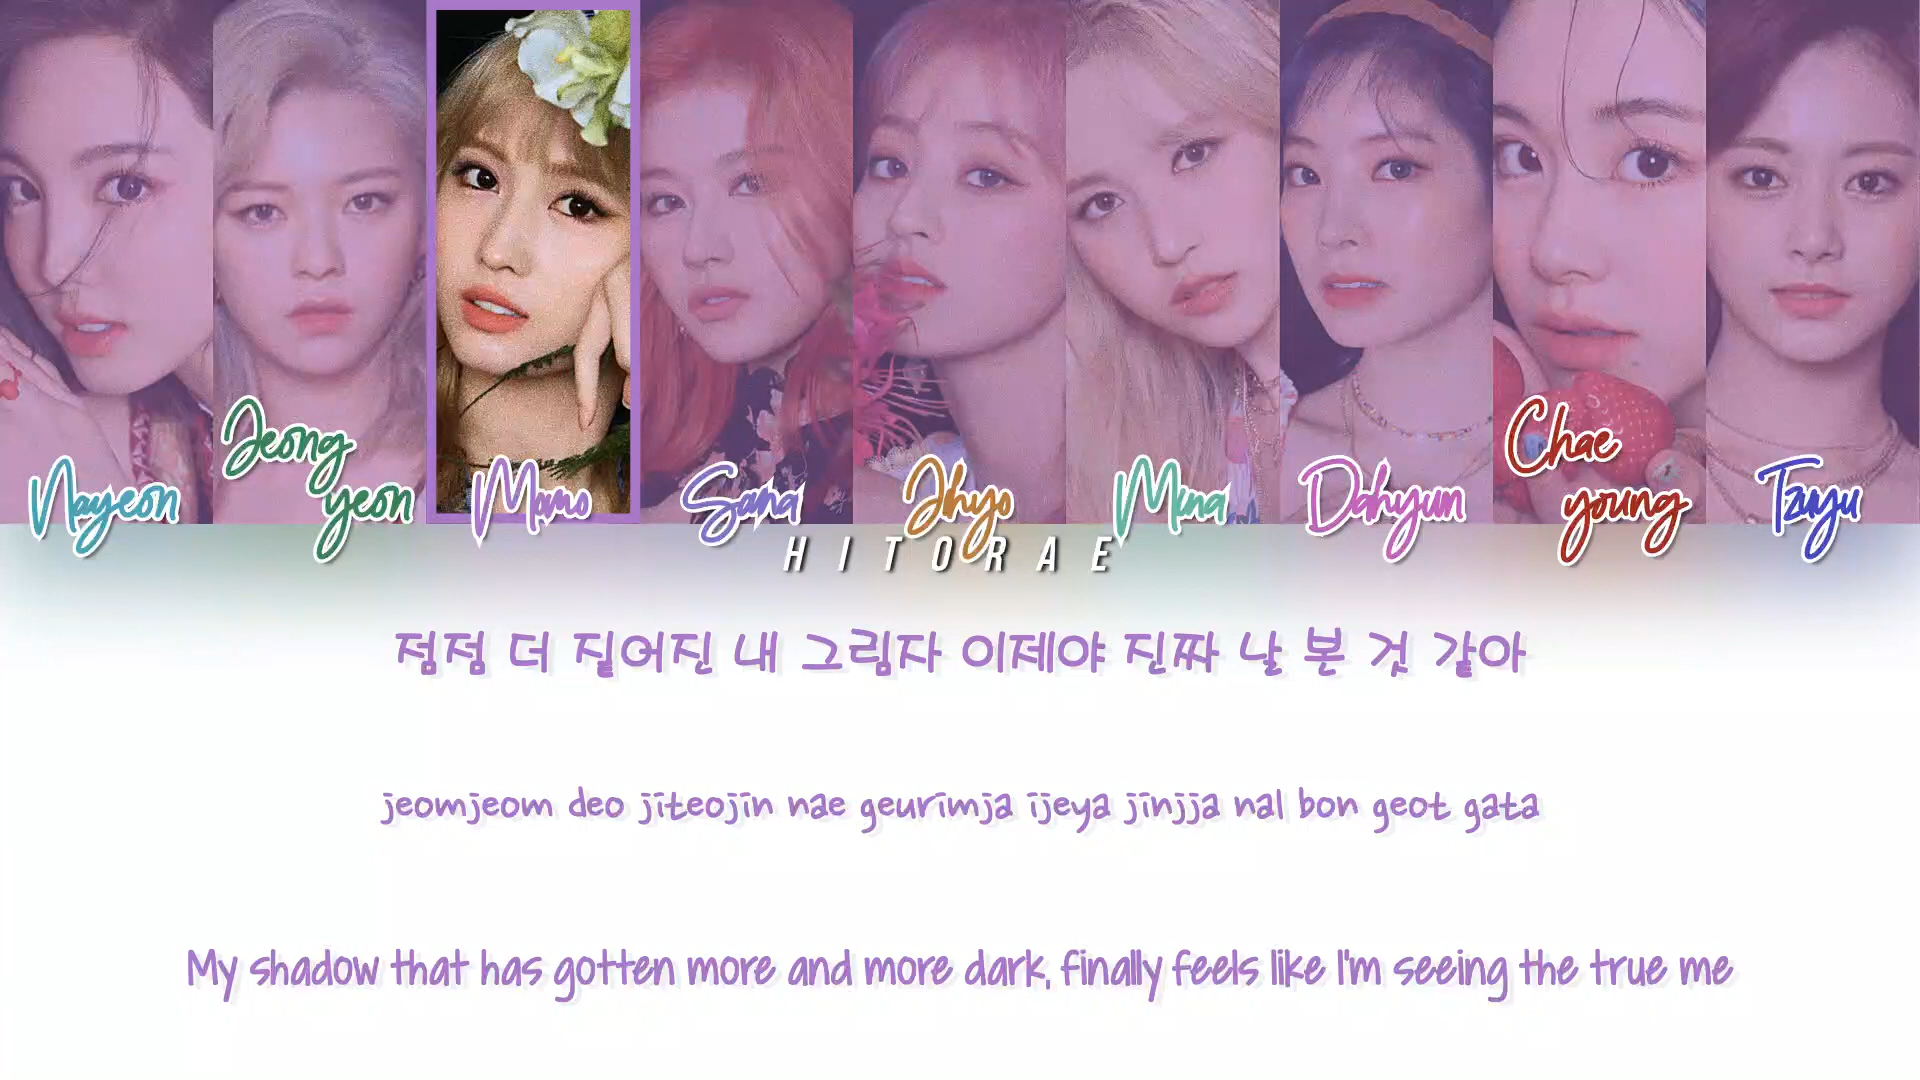 Nayeon
Jeong
yeon
Momo
Sana
Jihyo
Mina
Dahyun
Chae
young
Tzuyu
HITORAE
점점 더 짙어진 내 그림자 이제야 진짜 날 본 것 같아
jeomjeom deo jiteojin nae geurimja ijeya jinjja nal bon geot gata
My shadow that has gotten more and more dark, finally feels like I'm seeing the true me